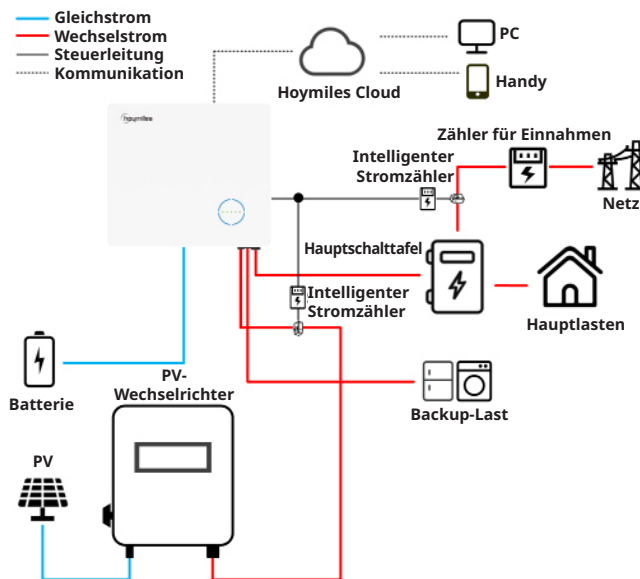 Gleichstrom
Wechselstrom
Steuerleitung
Kommunikation
PC
Hoymiles Cloud
Handy
hoymiles
Zähler für Einnahmen
Intelligenter
Stromzähler
Netz
Hauptschalttafel
Intelligenter
Stromzähler
Hauptlasten
Batterie
PV-
Wechselrichter
Backup-Last
PV